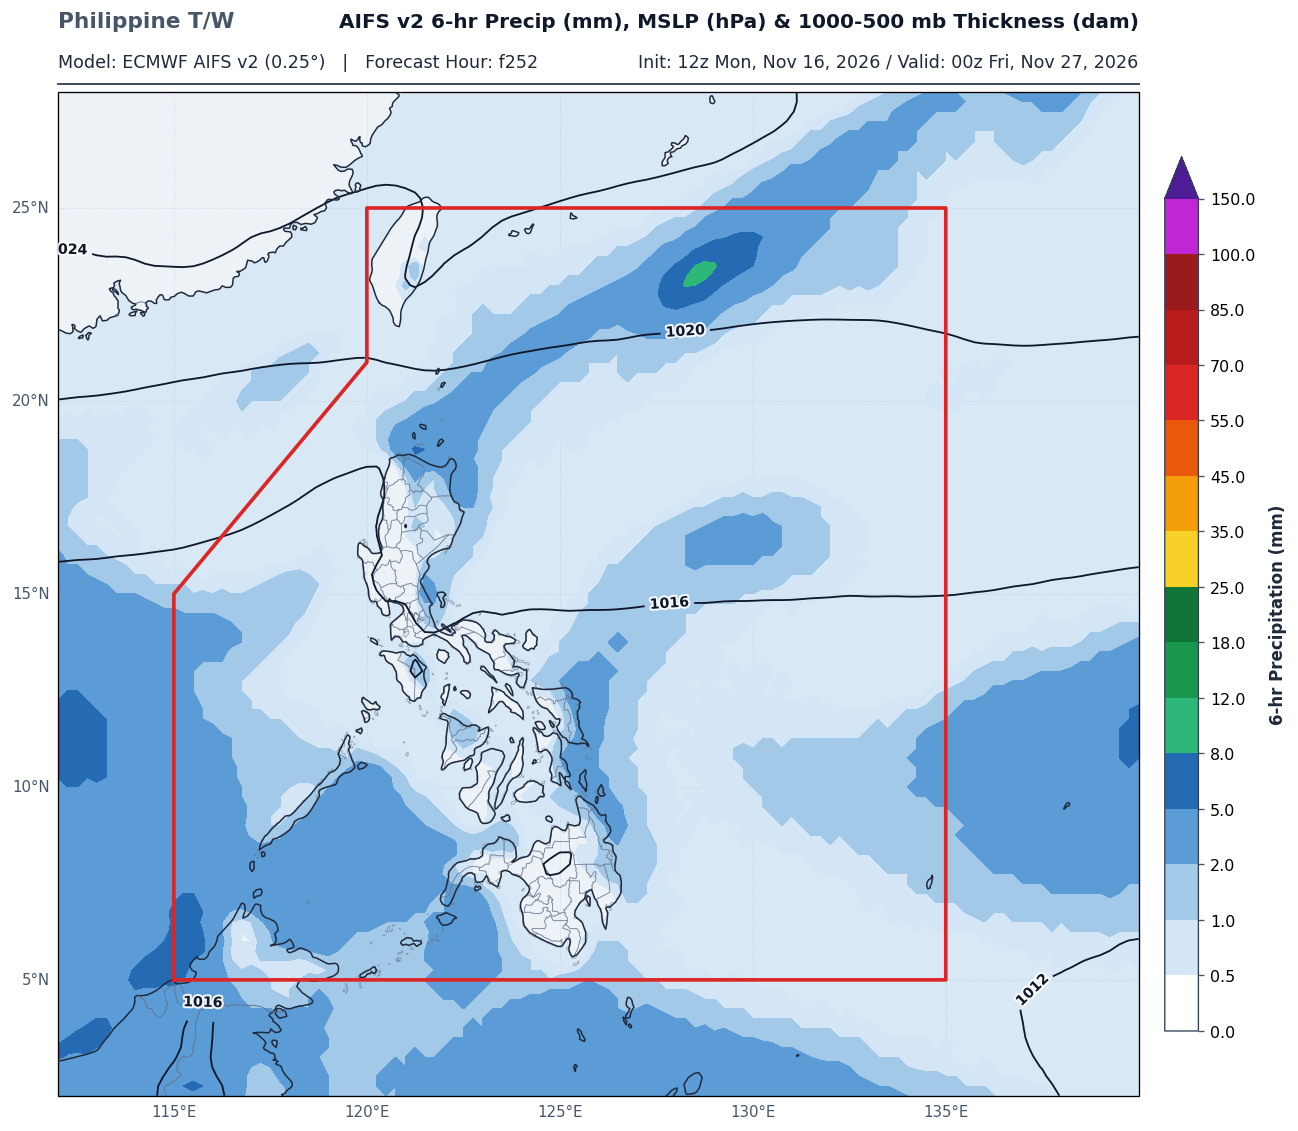 Philippine T/W
AIFS v2 6-hr Precip (mm), MSLP (hPa) & 1000-500 mb Thickness (dam)
Model: ECMWF AIFS v2 (0.25°)   |   Forecast Hour: f252
Init: 12z Mon, Nov 16, 2026 / Valid: 00z Fri, Nov 27, 2026
25°N
20°N
15°N
10°N
5°N
024
1020
1016
1016
1012
115°E
120°E
125°E
130°E
135°E
150.0
100.0
85.0
70.0
55.0
45.0
35.0
25.0
18.0
12.0
8.0
5.0
2.0
1.0
0.5
0.0
6-hr Precipitation (mm)